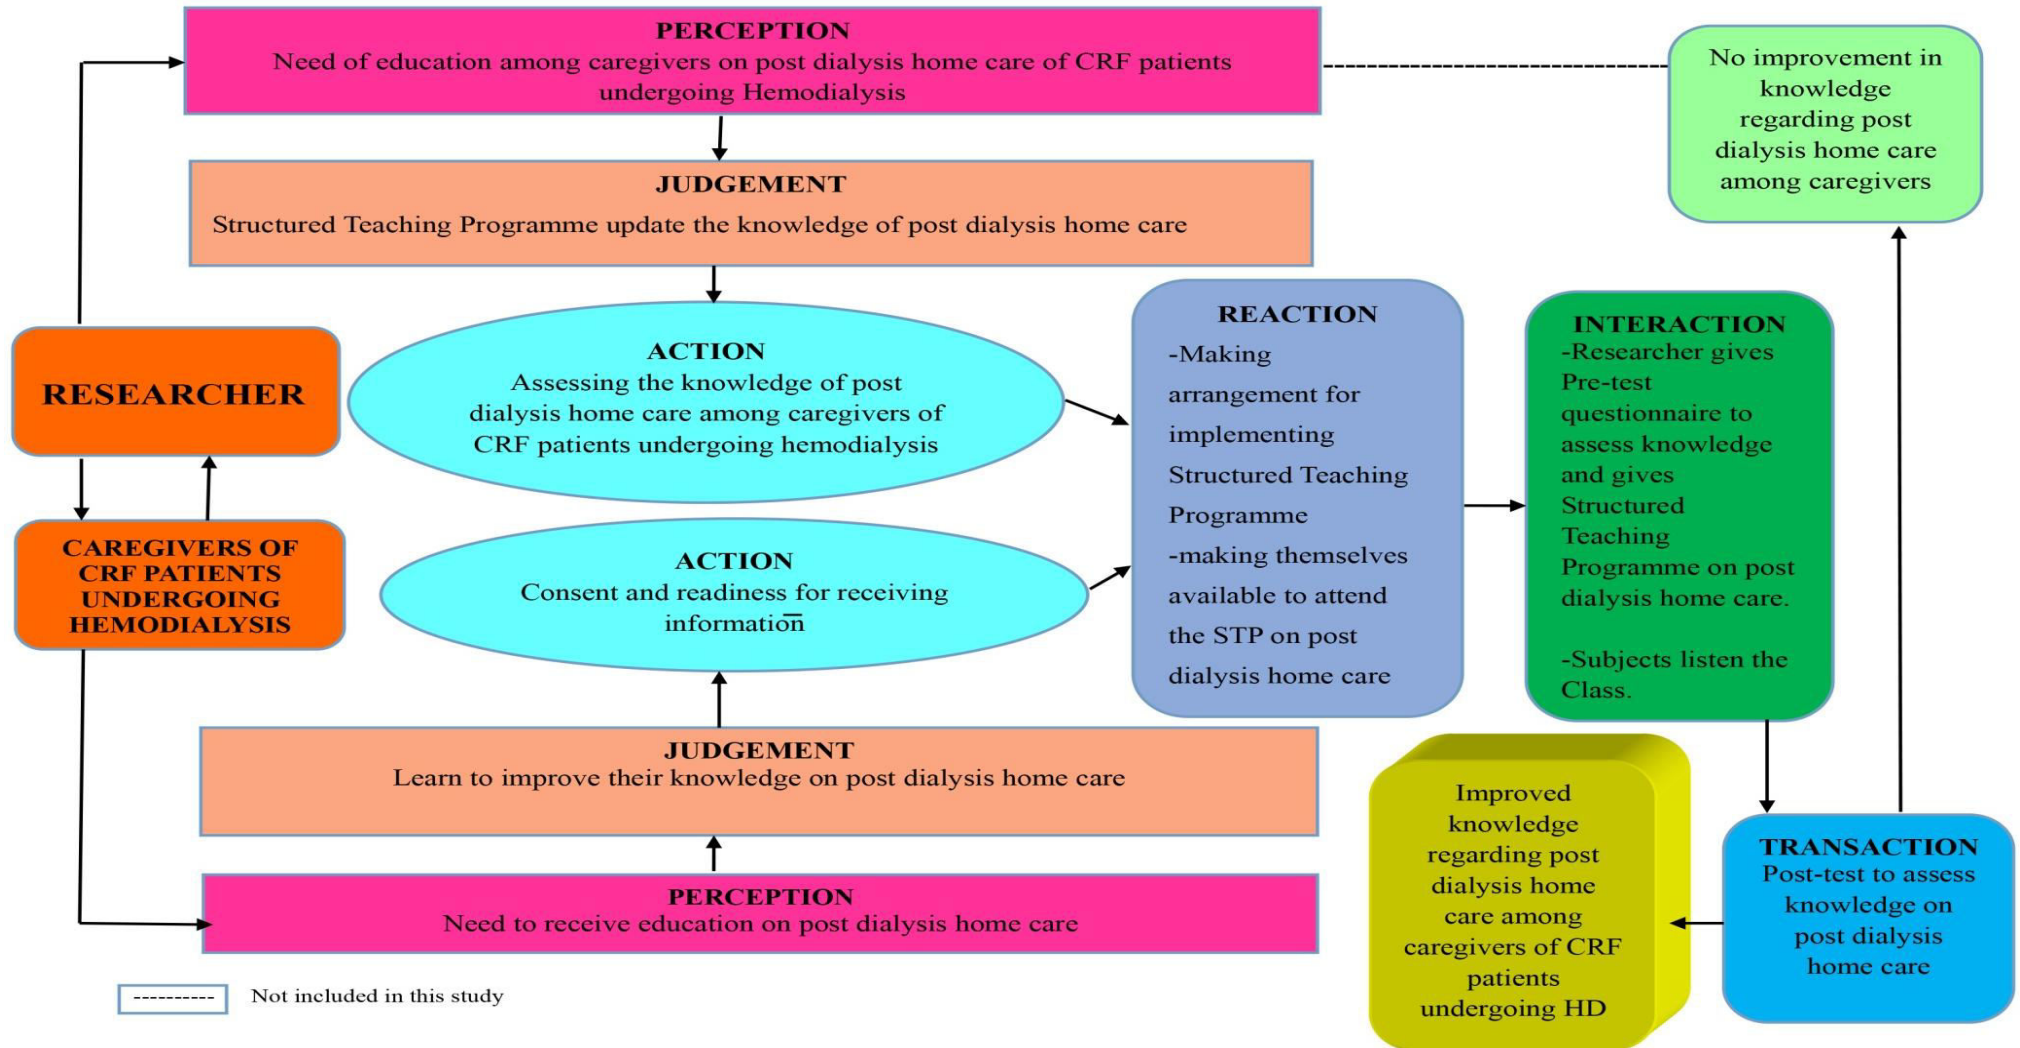 PERCEPTION
Need of education among caregivers on post dialysis home care of CRF patients
undergoing Hemodialysis
No improvement in
knowledge
regarding post
dialysis home care
among caregivers
JUDGEMENT
Structured Teaching Programme update the knowledge of post dialysis home care
RESEARCHER
ACTION
Assessing the knowledge of post
dialysis home care among caregivers of
CRF patients undergoing hemodialysis
REACTION
-Making
arrangement for
implementing
Structured Teaching
Programme
-making themselves
available to attend
the STP on post
dialysis home care
INTERACTION
-Researcher gives
Pre-test
questionnaire to
assess knowledge
and gives
Structured
Teaching
Programme on post
dialysis home care.
-Subjects listen the
Class.
CAREGIVERS OF
CRF PATIENTS
UNDERGOING
HEMODIALYSIS
ACTION
Consent and readiness for receiving
information
JUDGEMENT
Learn to improve their knowledge on post dialysis home care
PERCEPTION
Need to receive education on post dialysis home care
Improved
knowledge
regarding post
dialysis home
care among
caregivers of CRF
patients
undergoing HD
TRANSACTION
Post-test to assess
knowledge on
post dialysis
home care
---------- Not included in this study